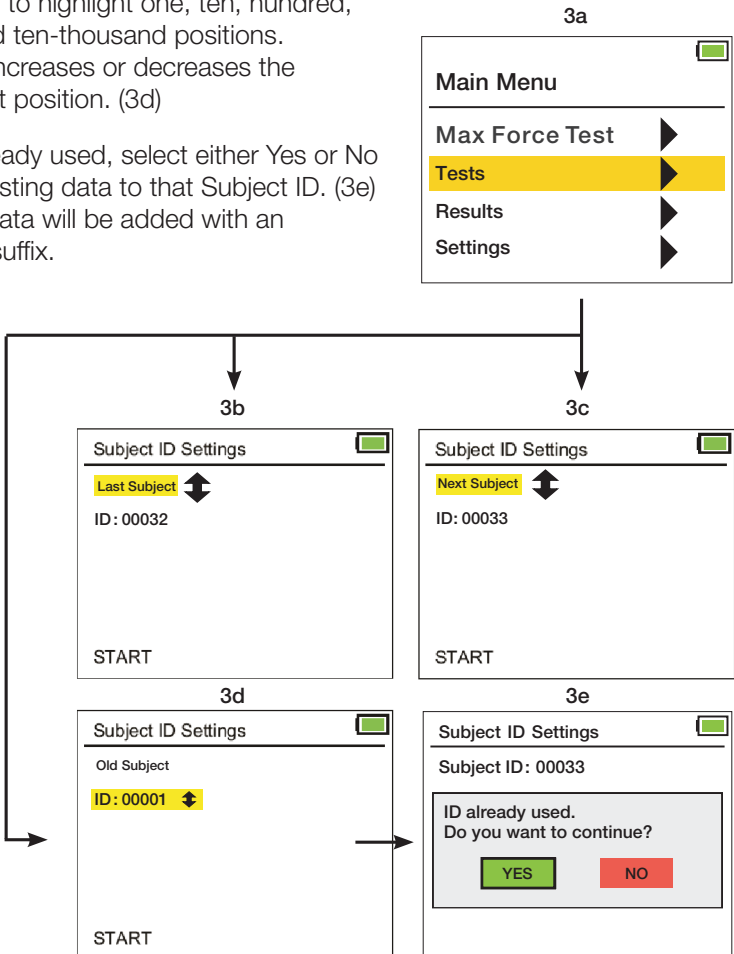 to highlight one, ten, hundred,
ten-thousand positions.
ncreases or decreases the
t position. (3d)
eady used, select either Yes or No
sting data to that Subject ID. (3e)
ata will be added with an
suffix.
3a
Main Menu
Max Force Test
Tests
Results
Settings
3b
Subject ID Settings
Last Subject
ID: 00032
START
3c
Subject ID Settings
Next Subject
ID: 00033
START
3d
Subject ID Settings
Old Subject
ID: 00001
START
3e
Subject ID Settings
Subject ID: 00033
ID already used.
Do you want to continue?
YES
NO